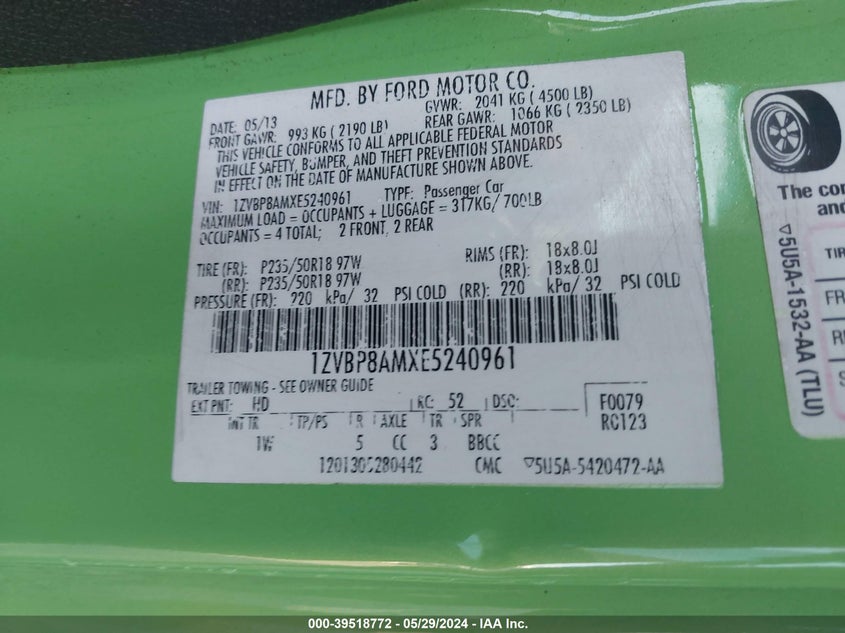 MFD. BY FORD MOTOR CO.
DATE: 05/13 GVWR: 2041 KG ( 4500 LB)
FRONT GAWR: 993 KG ( 2190 LB) REAR GAWR: 1066 KG ( 2350 LB)
THIS VEHICLE CONFORMS TO ALL APPLICABLE FEDERAL MOTOR
VEHICLE SAFETY, BUMPER, AND THEFT PREVENTION STANDARDS
IN EFFECT ON THE DATE OF MANUFACTURE SHOWN ABOVE.
VIN: 1ZVBP8AMXE5240961 TYPE: Passenger Car
MAXIMUM LOAD = OCCUPANTS + LUGGAGE = 317KG/ 700LB
OCCUPANTS = 4 TOTAL; 2 FRONT, 2 REAR
TIRE (FR): P235/50R18 97W RIMS (FR): 18x8.0J
(RR): P235/50R18 97W (RR): 18x8.0J
PRESSURE (FR): 220 kPa/ 32 PSI COLD (RR): 220 kPa/ 32 PSI COLD
1ZVBP8AMXE5240961
TRAILER TOWING - SEE OWNER GUIDE
EXT PNT: HD RC: 52 DSO: F0079
INT TR TP/PS R AXLE TR SPR RC123
1W 5 CC 3 BBCC
1201305280442 CMC ▽5U5A-5420472-AA
The co
and
▽5U5A-1532-AA (TLU)
TIR
FR
S
000-39518772 - 05/29/2024 - IAA Inc.